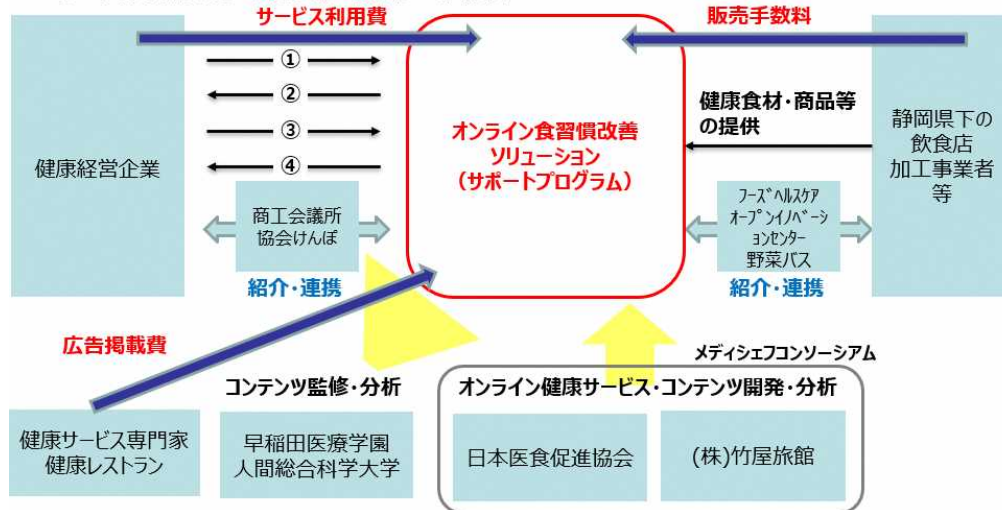 サービス利用費
販売手数料
①
②
③
④
健康経営企業
オンライン食習慣改善
ソリューション
（サポートプログラム）
健康食材・商品等
の提供
静岡県下の
飲食店
加工事業者
等
商工会議所
協会けんぽ
紹介・連携
ﾌｰｽﾞﾍﾙｽｹｱ
ｵｰﾌﾟﾝｲﾉﾍﾞｰｼ
ｮﾝｾﾝﾀｰ
野菜バス
紹介・連携
広告掲載費
メディシェフコンソーシアム
コンテンツ監修・分析
オンライン健康サービス・コンテンツ開発・分析
健康サービス専門家
健康レストラン
早稲田医療学園
人間総合科学大学
日本医食促進協会
(株)竹屋旅館